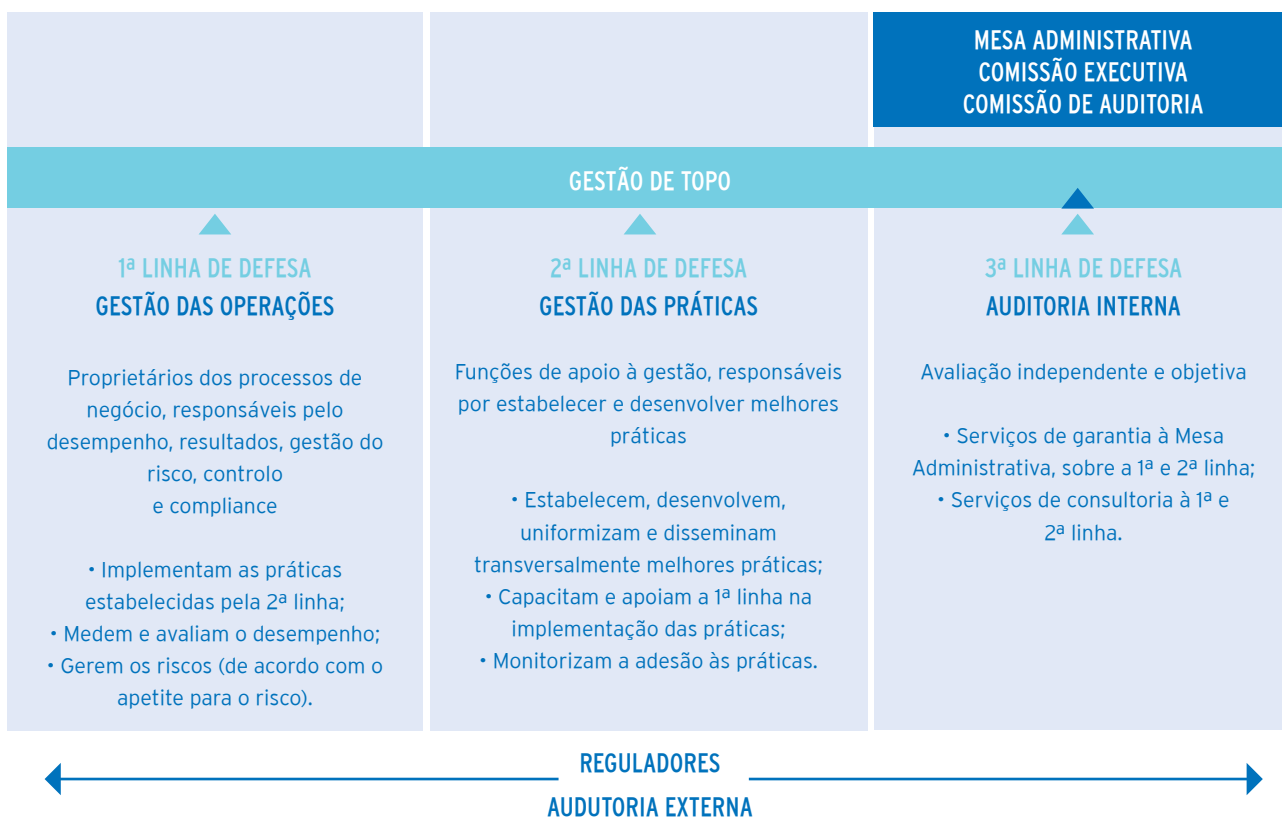 MESA ADMINISTRATIVA
COMISSÃO EXECUTIVA
COMISSÃO DE AUDITORIA
GESTÃO DE TOPO
1ª LINHA DE DEFESA
GESTÃO DAS OPERAÇÕES
Proprietários dos processos de
negócio, responsáveis pelo
desempenho, resultados, gestão do
risco, controlo
e compliance
• Implementam as práticas
estabelecidas pela 2ª linha;
• Medem e avaliam o desempenho;
• Gerem os riscos (de acordo com o
apetite para o risco).
2ª LINHA DE DEFESA
GESTÃO DAS PRÁTICAS
Funções de apoio à gestão, responsáveis
por estabelecer e desenvolver melhores
práticas
• Estabelecem, desenvolvem,
uniformizam e disseminam
transversalmente melhores práticas;
• Capacitam e apoiam a 1ª linha na
implementação das práticas;
• Monitorizam a adesão às práticas.
3ª LINHA DE DEFESA
AUDITORIA INTERNA
Avaliação independente e objetiva
• Serviços de garantia à Mesa
Administrativa, sobre a 1ª e 2ª linha;
• Serviços de consultoria à 1ª e
2ª linha.
REGULADORES
AUDUTORIA EXTERNA